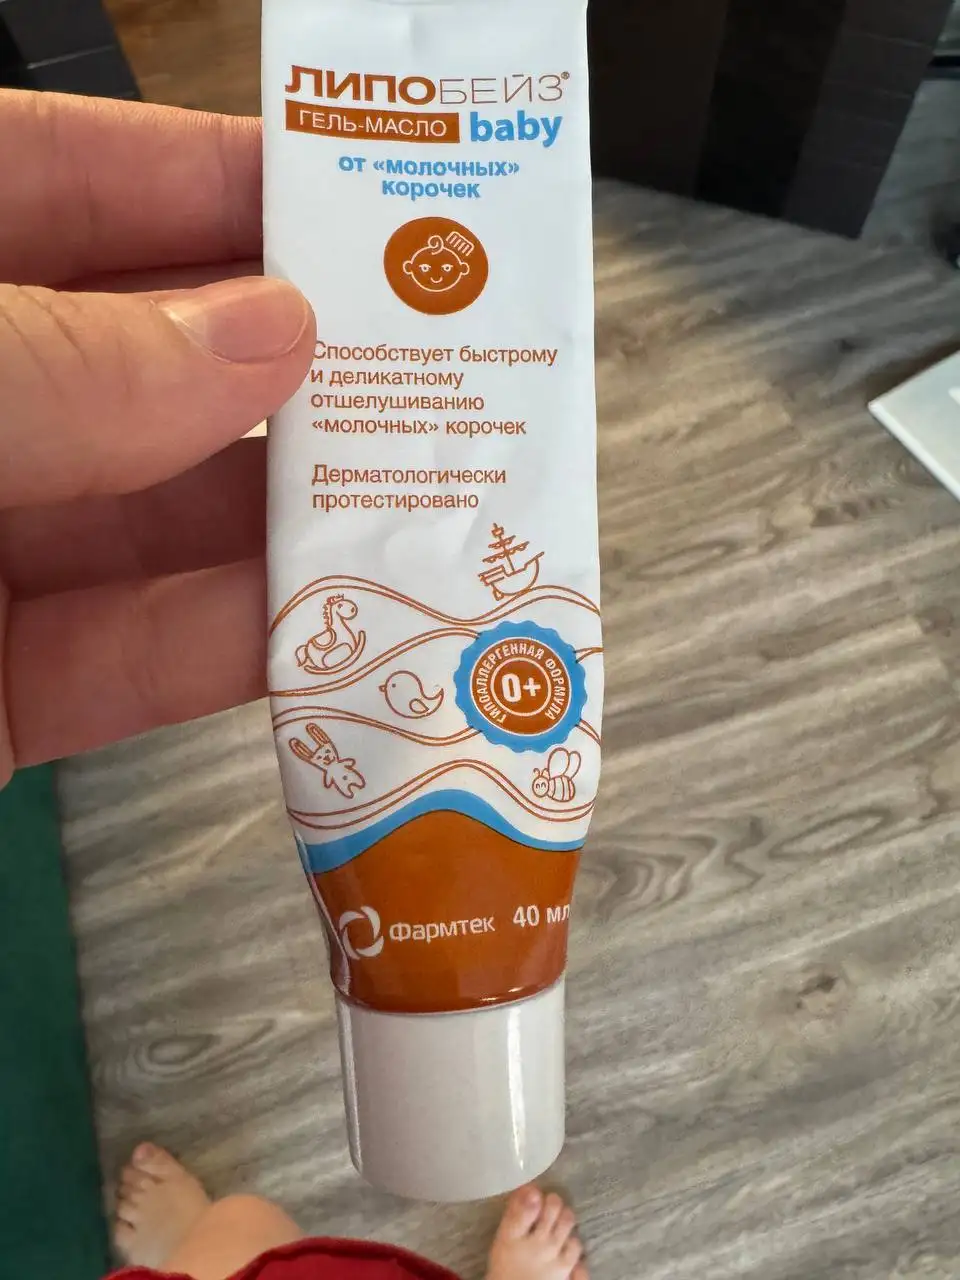 ЛИПОБЕЙЗ®
ГЕЛЬ-МАСЛО baby
от «молочных»
корочек
Способствует быстрому
и деликатному
отшелушиванию
«молочных» корочек
Дерматологически
протестировано
ГИПОАЛЛЕРГЕННАЯ ФОРМУЛА
0+
Фармтек 40 мл